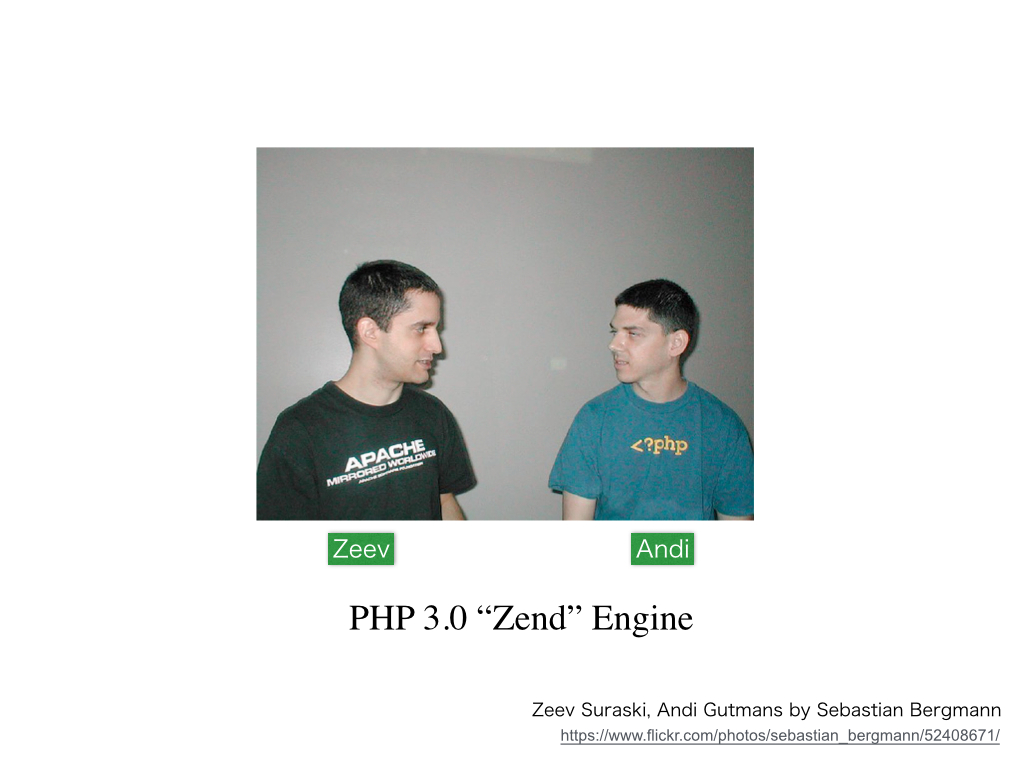 APACHE
MIRRORED WORLDWIDE
<?php
Zeev
Andi
PHP 3.0 “Zend” Engine
Zeev Suraski, Andi Gutmans by Sebastian Bergmann
https://www.flickr.com/photos/sebastian_bergmann/52408671/